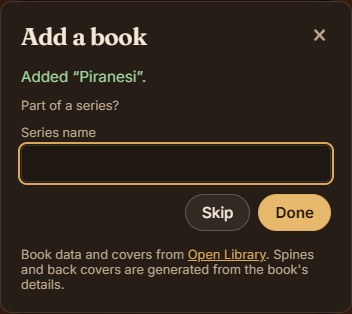 Add a book
×
Added “Piranesi”.
Part of a series?
Series name
Skip
Done
Book data and covers from Open Library. Spines
and back covers are generated from the book's
details.